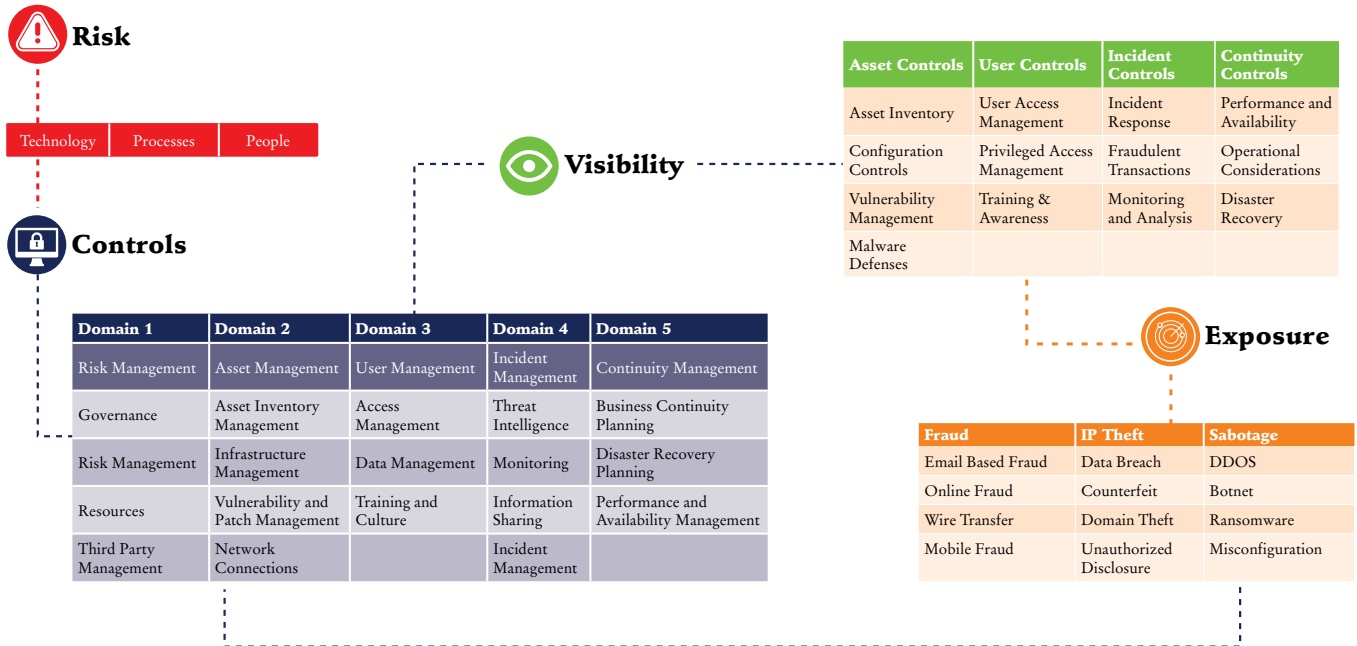 Risk
Technology Processes People
Controls
Visibility
Domain 1 Domain 2 Domain 3 Domain 4 Domain 5
Risk Management Asset Management User Management Incident Management Continuity Management
Governance Asset Inventory Management Access Management Threat Intelligence Business Continuity Planning
Risk Management Infrastructure Management Data Management Monitoring Disaster Recovery Planning
Resources Vulnerability and Patch Management Training and Culture Information Sharing Performance and Availability Management
Third Party Management Network Connections Incident Management
Asset Controls User Controls Incident Controls Continuity Controls
Asset Inventory User Access Management Incident Response Performance and Availability
Configuration Controls Privileged Access Management Fraudulent Transactions Operational Considerations
Vulnerability Management Training & Awareness Monitoring and Analysis Disaster Recovery
Malware Defenses
Exposure
Fraud IP Theft Sabotage
Email Based Fraud Data Breach DDOS
Online Fraud Counterfeit Botnet
Wire Transfer Domain Theft Ransomware
Mobile Fraud Unauthorized Disclosure Misconfiguration